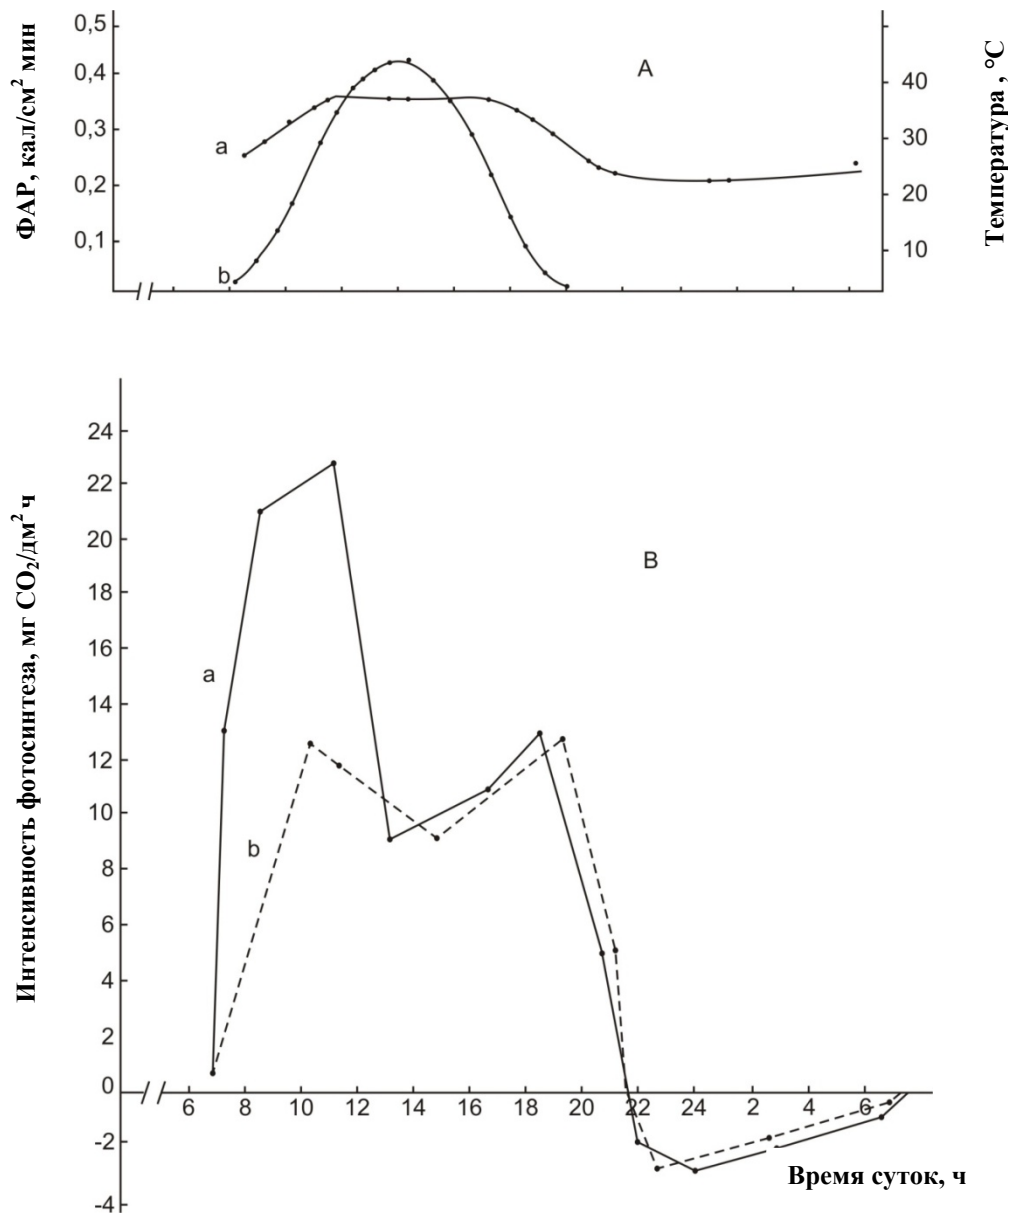 ФАР, кал/см² мин
0,5
0,4
0,3
0,2
0,1
A
a
b
40
30
20
10
Температура , °С
Интенсивность фотосинтеза, мг СО₂/дм² ч
24
22
20
18
16
14
12
10
8
6
4
2
0
-2
-4
B
a
b
6 8 10 12 14 16 18 20 22 24 2 4 6
Время суток, ч